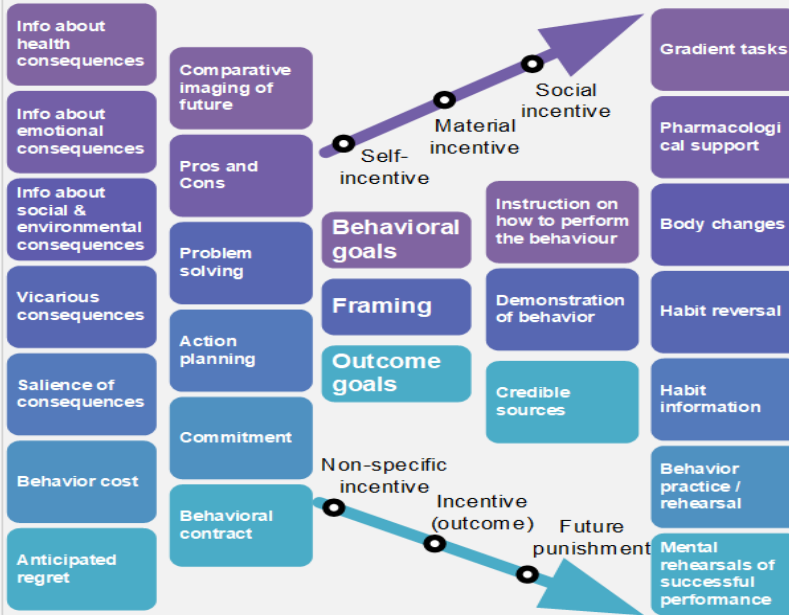 Info about
health
consequences
Info about
emotional
consequences
Info about
social &
environmental
consequences
Vicarious
consequences
Salience of
consequences
Behavior cost
Anticipated
regret
Comparative
imaging of
future
Pros and
Cons
Problem
solving
Action
planning
Commitment
Behavioral
contract
Self-
incentive
Material
incentive
Social
incentive
Behavioral
goals
Framing
Outcome
goals
Non-specific
incentive
Incentive
(outcome)
Future
punishment
Instruction on
how to perform
the behaviour
Demonstration
of behavior
Credible
sources
Gradient tasks
Pharmacologi
cal support
Body changes
Habit reversal
Habit
information
Behavior
practice /
rehearsal
Mental
rehearsals of
successful
performance